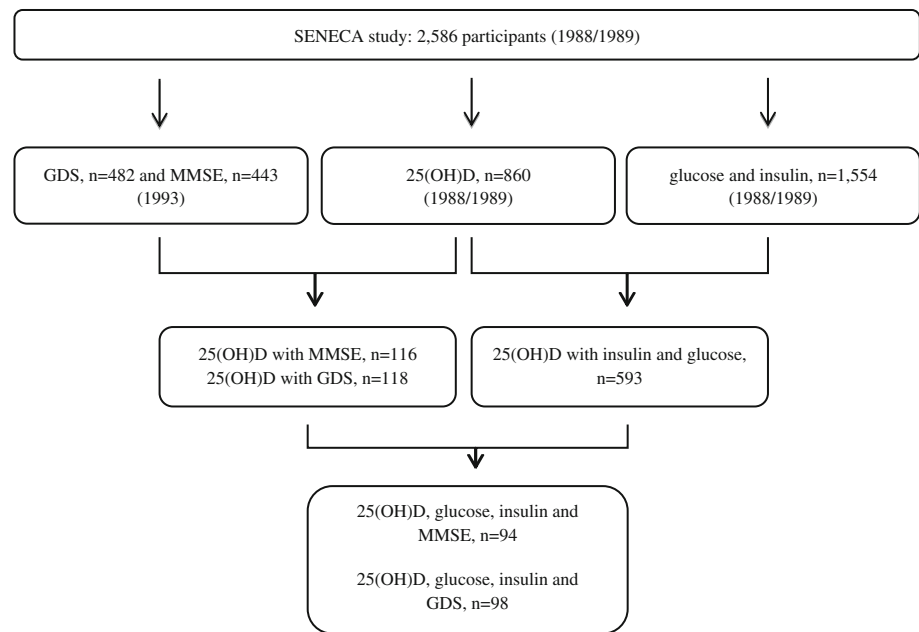 SENECA study: 2,586 participants (1988/1989)
GDS, n=482 and MMSE, n=443
(1993)
25(OH)D, n=860
(1988/1989)
glucose and insulin, n=1,554
(1988/1989)
25(OH)D with MMSE, n=116
25(OH)D with GDS, n=118
25(OH)D with insulin and glucose,
n=593
25(OH)D, glucose, insulin and
MMSE, n=94
25(OH)D, glucose, insulin and
GDS, n=98